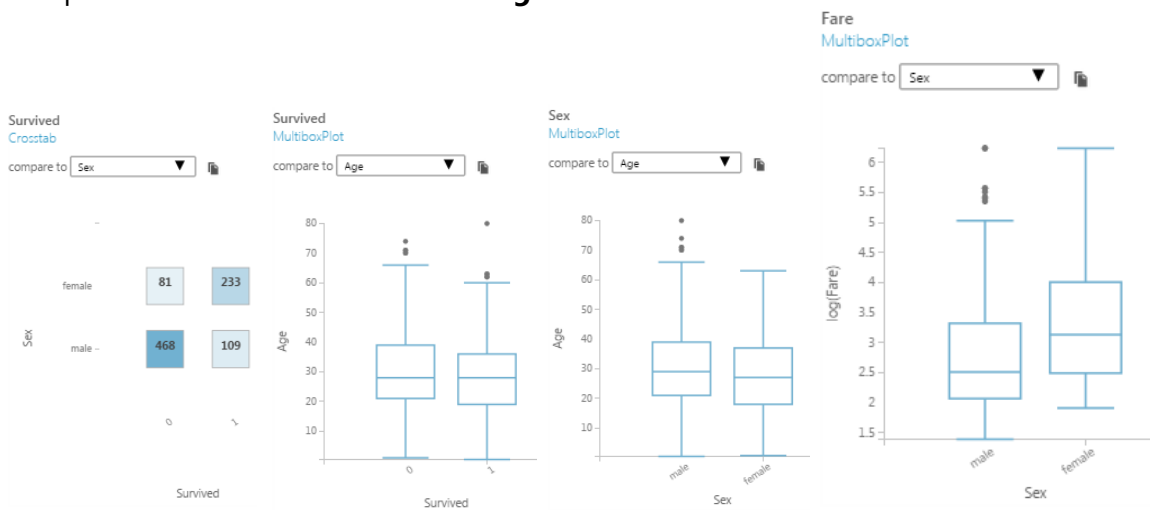 Survived
Crosstab
compare to Sex
female
male
81
233
468
109
0
1
Sex
Survived
Survived
MultiboxPlot
compare to Age
80
70
60
50
40
30
20
10
Age
0
1
Survived
Sex
MultiboxPlot
compare to Age
80
70
60
50
40
30
20
10
Age
male
female
Sex
Fare
MultiboxPlot
compare to Sex
6
5.5
5
4.5
4
3.5
3
2.5
2
1.5
log(Fare)
male
female
Sex